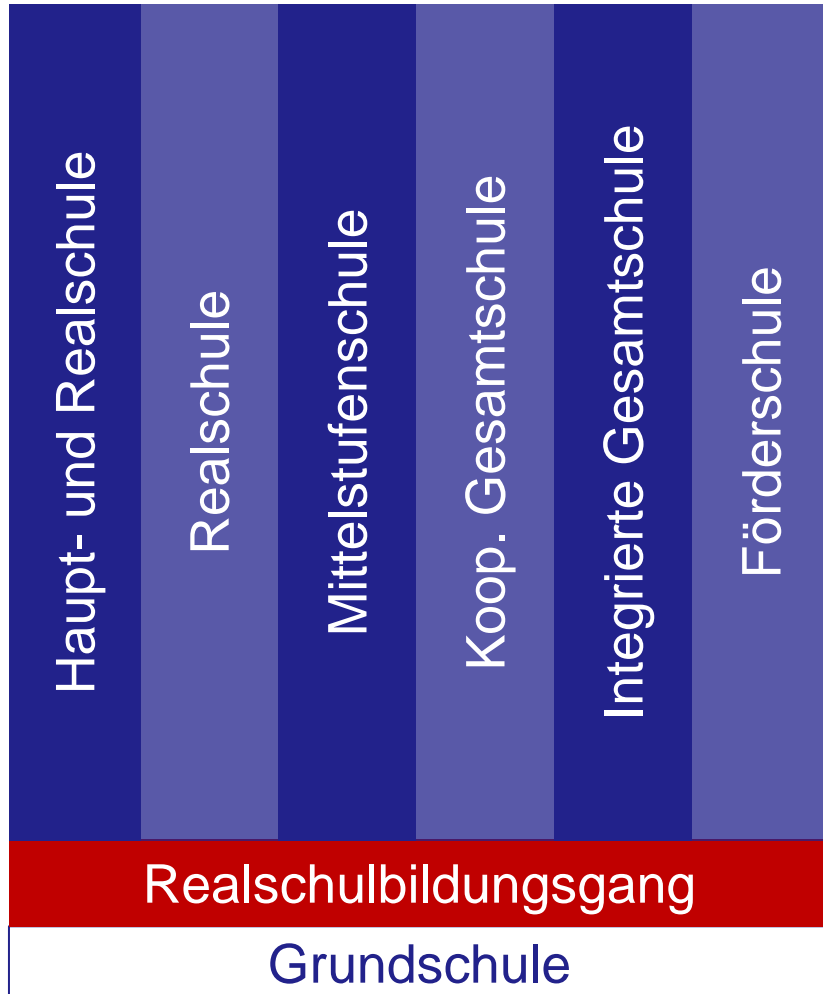 Haupt- und Realschule
Realschule
Mittelstufenschule
Koop. Gesamtschule
Integrierte Gesamtschule
Förderschule
Realschulbildungsgang
Grundschule